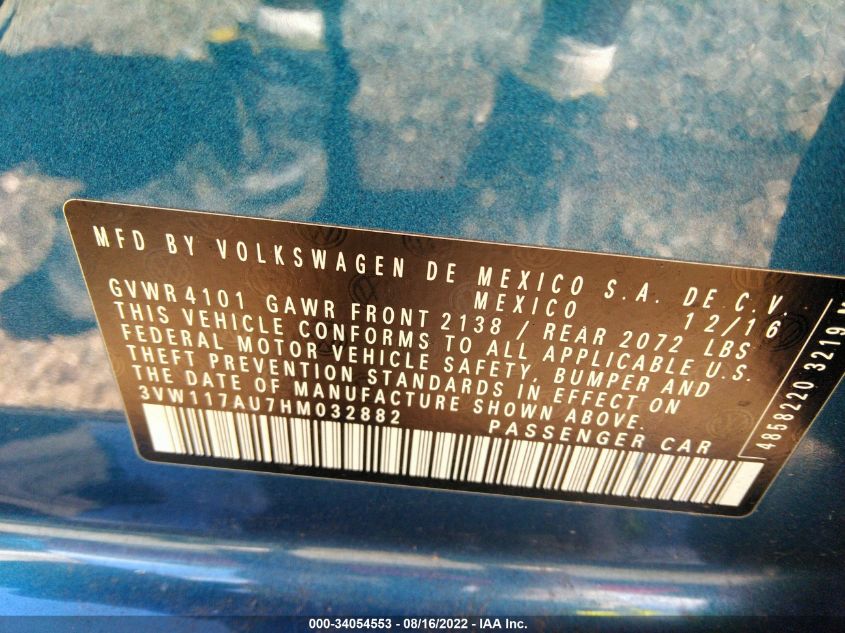 MFD BY VOLKSWAGEN DE MEXICO S.A. DE C.V.
MEXICO 12/16
GVWR 4101 GAWR FRONT 2138 / REAR 2072 LBS
THIS VEHICLE CONFORMS TO ALL APPLICABLE U.S.
FEDERAL MOTOR VEHICLE SAFETY, BUMPER AND
THEFT PREVENTION STANDARDS IN EFFECT ON
THE DATE OF MANUFACTURE SHOWN ABOVE.
3VW117AU7HM032882 PASSENGER CAR
4858220 3219 M
000-34054553 - 08/16/2022 - IAA Inc.